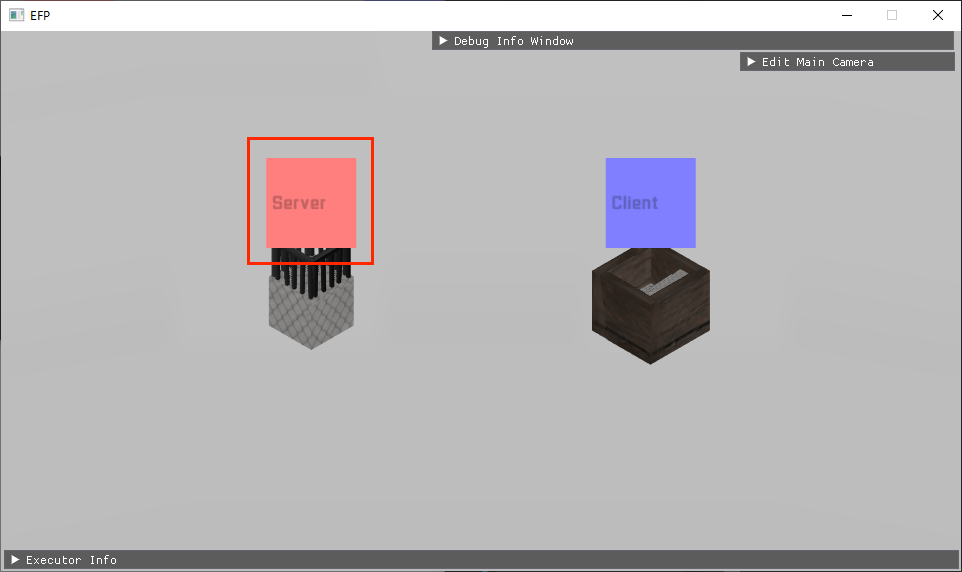 EFP
Debug Info Window
Edit Main Camera
Server
Client
Executor Info